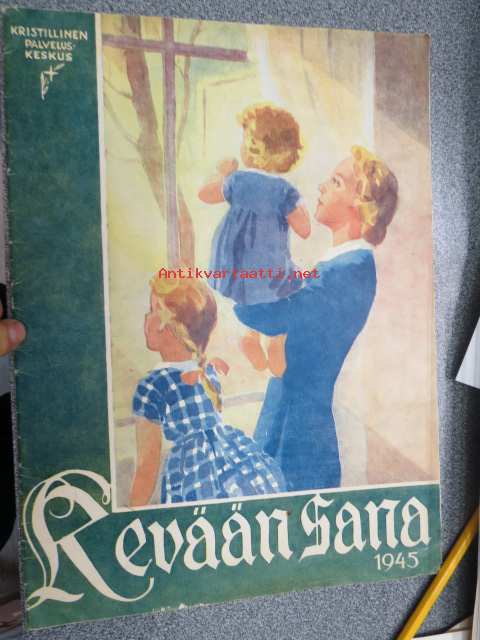 KRISTILLINEN
PALVELUS-
KESKUS
Antikvariaatti.net
Kevään Sana
1945